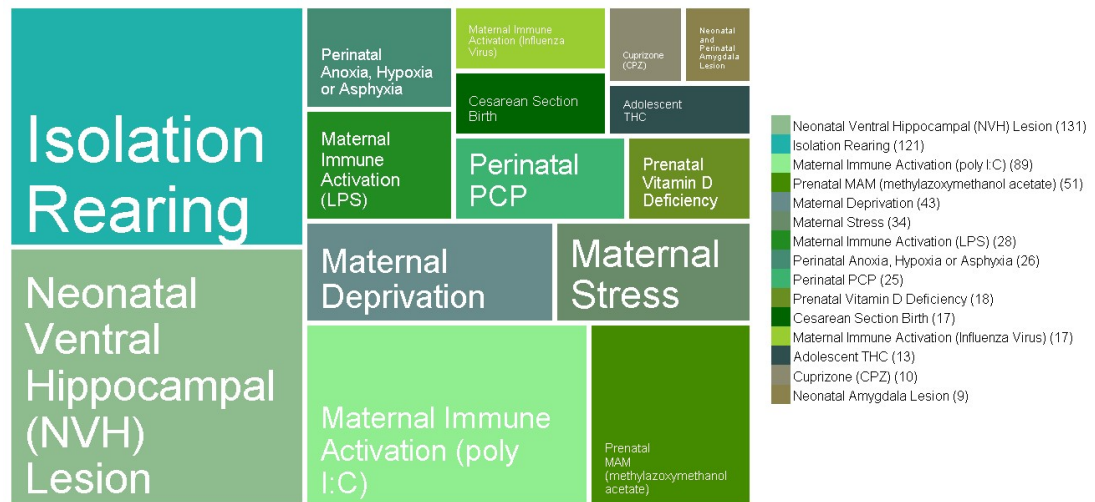 Isolation
Rearing
Neonatal
Ventral
Hippocampal
(NVH)
Lesion
Perinatal
Anoxia, Hypoxia
or Asphyxia
Maternal
Immune
Activation
(LPS)
Maternal Immune
Activation (Influenza
Virus)
Cesarean Section
Birth
Cuprizone
(CPZ)
Neonatal
and
Perinatal
Amygdala
Lesion
Adolescent
THC
Perinatal
PCP
Prenatal
Vitamin D
Deficiency
Maternal
Deprivation
Maternal
Stress
Maternal Immune
Activation (poly
I:C)
Prenatal
MAM
(methylazoxymethanol
acetate)
Neonatal Ventral Hippocampal (NVH) Lesion (131)
Isolation Rearing (121)
Maternal Immune Activation (poly I:C) (89)
Prenatal MAM (methylazoxymethanol acetate) (51)
Maternal Deprivation (43)
Maternal Stress (34)
Maternal Immune Activation (LPS) (28)
Perinatal Anoxia, Hypoxia or Asphyxia (26)
Perinatal PCP (25)
Prenatal Vitamin D Deficiency (18)
Cesarean Section Birth (17)
Maternal Immune Activation (Influenza Virus) (17)
Adolescent THC (13)
Cuprizone (CPZ) (10)
Neonatal Amygdala Lesion (9)